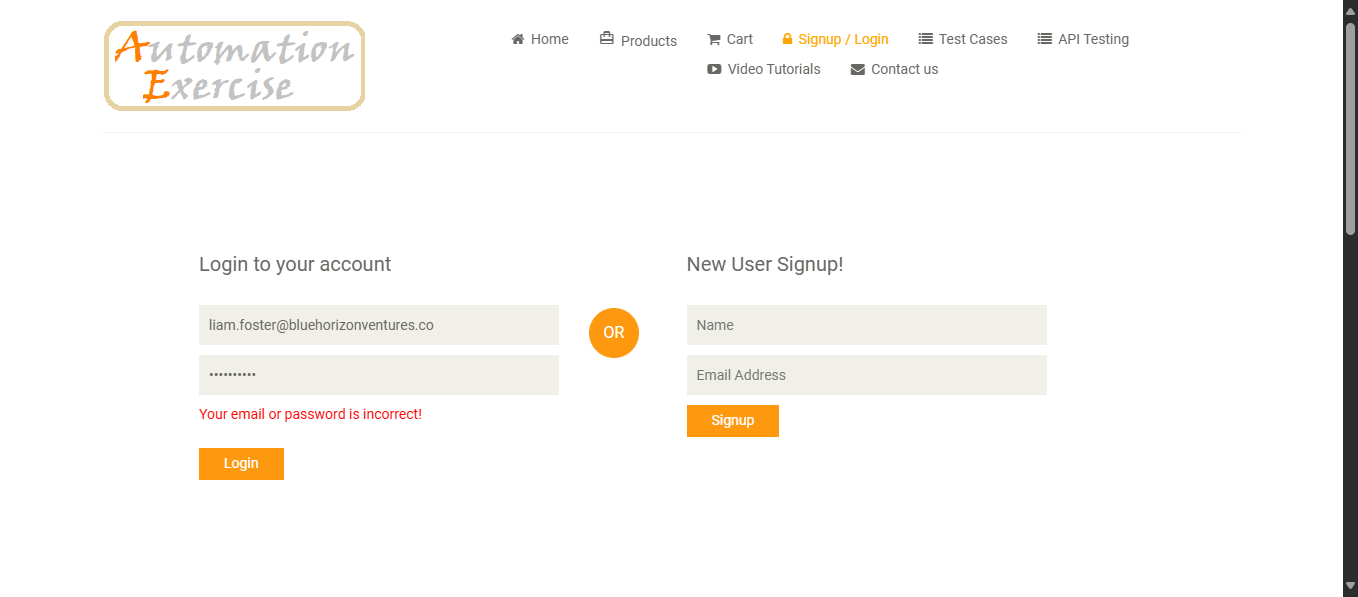 Automation
Exercise
Home
Products
Cart
Signup / Login
Test Cases
API Testing
Video Tutorials
Contact us
Login to your account
liam.foster@bluehorizonventures.co
••••••••••
Your email or password is incorrect!
Login
OR
New User Signup!
Name
Email Address
Signup